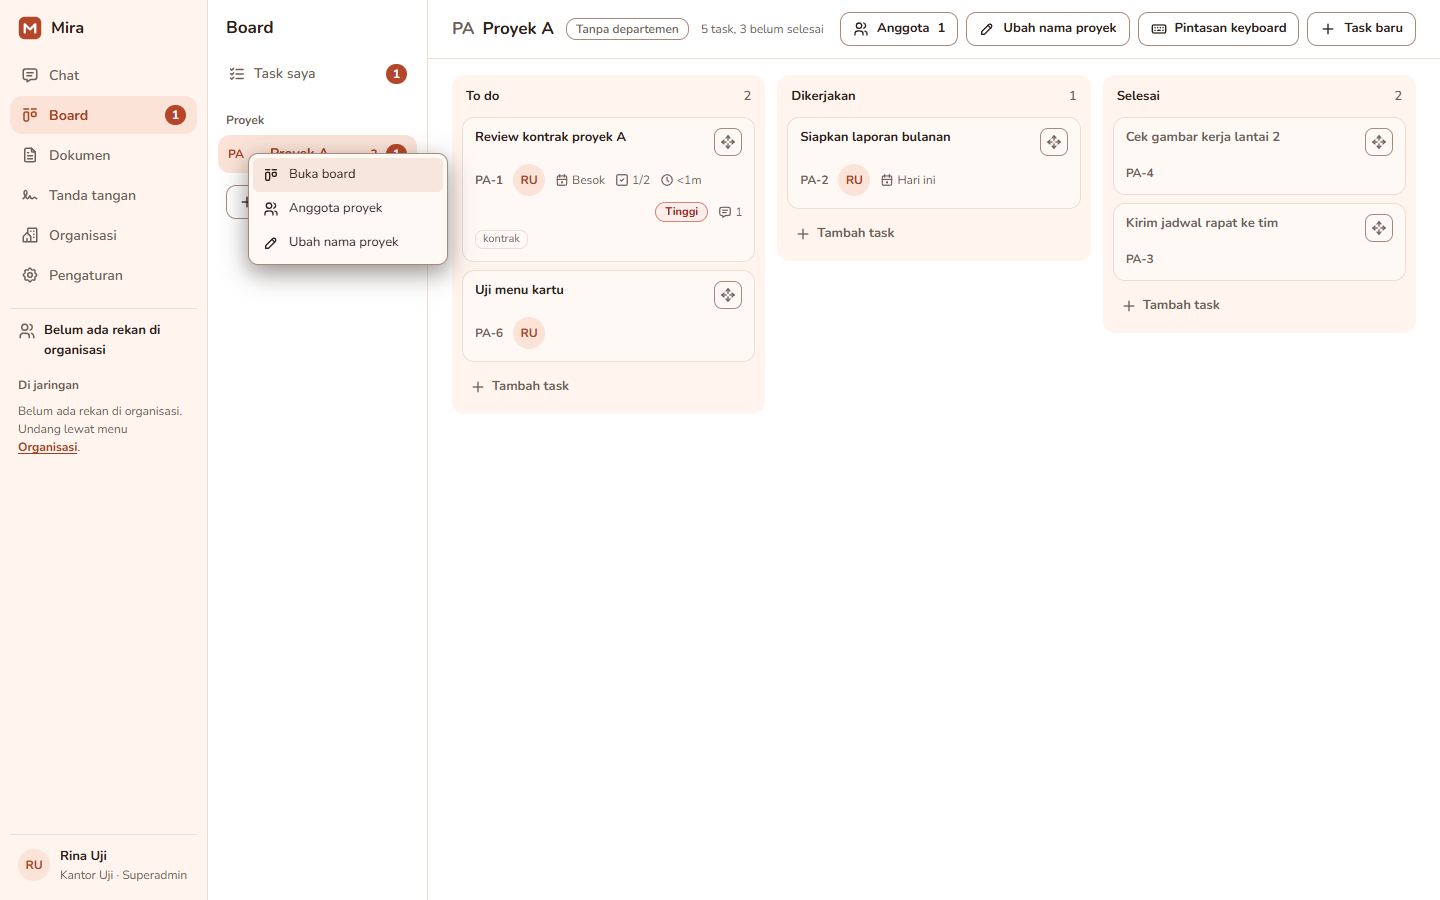 Mira
Chat
Board 1
Dokumen
Tanda tangan
Organisasi
Pengaturan
Belum ada rekan di
organisasi
Di jaringan
Belum ada rekan di organisasi.
Undang lewat menu
Organisasi.
RU
Rina Uji
Kantor Uji · Superadmin
Board
Task saya 1
Proyek
PA Proyek A
Buka board
Anggota proyek
Ubah nama proyek
PA Proyek A Tanpa departemen 5 task, 3 belum selesai
Anggota 1
Ubah nama proyek
Pintasan keyboard
Task baru
To do 2
Review kontrak proyek A
PA-1 RU Besok 1/2 <1m
Tinggi 1
kontrak
Uji menu kartu
PA-6 RU
Tambah task
Dikerjakan 1
Siapkan laporan bulanan
PA-2 RU Hari ini
Tambah task
Selesai 2
Cek gambar kerja lantai 2
PA-4
Kirim jadwal rapat ke tim
PA-3
Tambah task